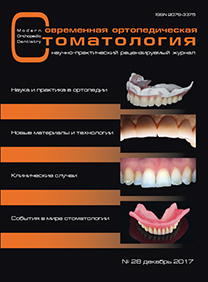 ISSN 2079-3375
Modern
Orthopedic
Dentistry
Современная ортопедическая
Стоматология
научно-практический рецензируемый журнал
Наука и практика в ортопедии
Новые материалы и технологии
Клинические случаи
События в мире стоматологии
№ 28 декабрь 2017